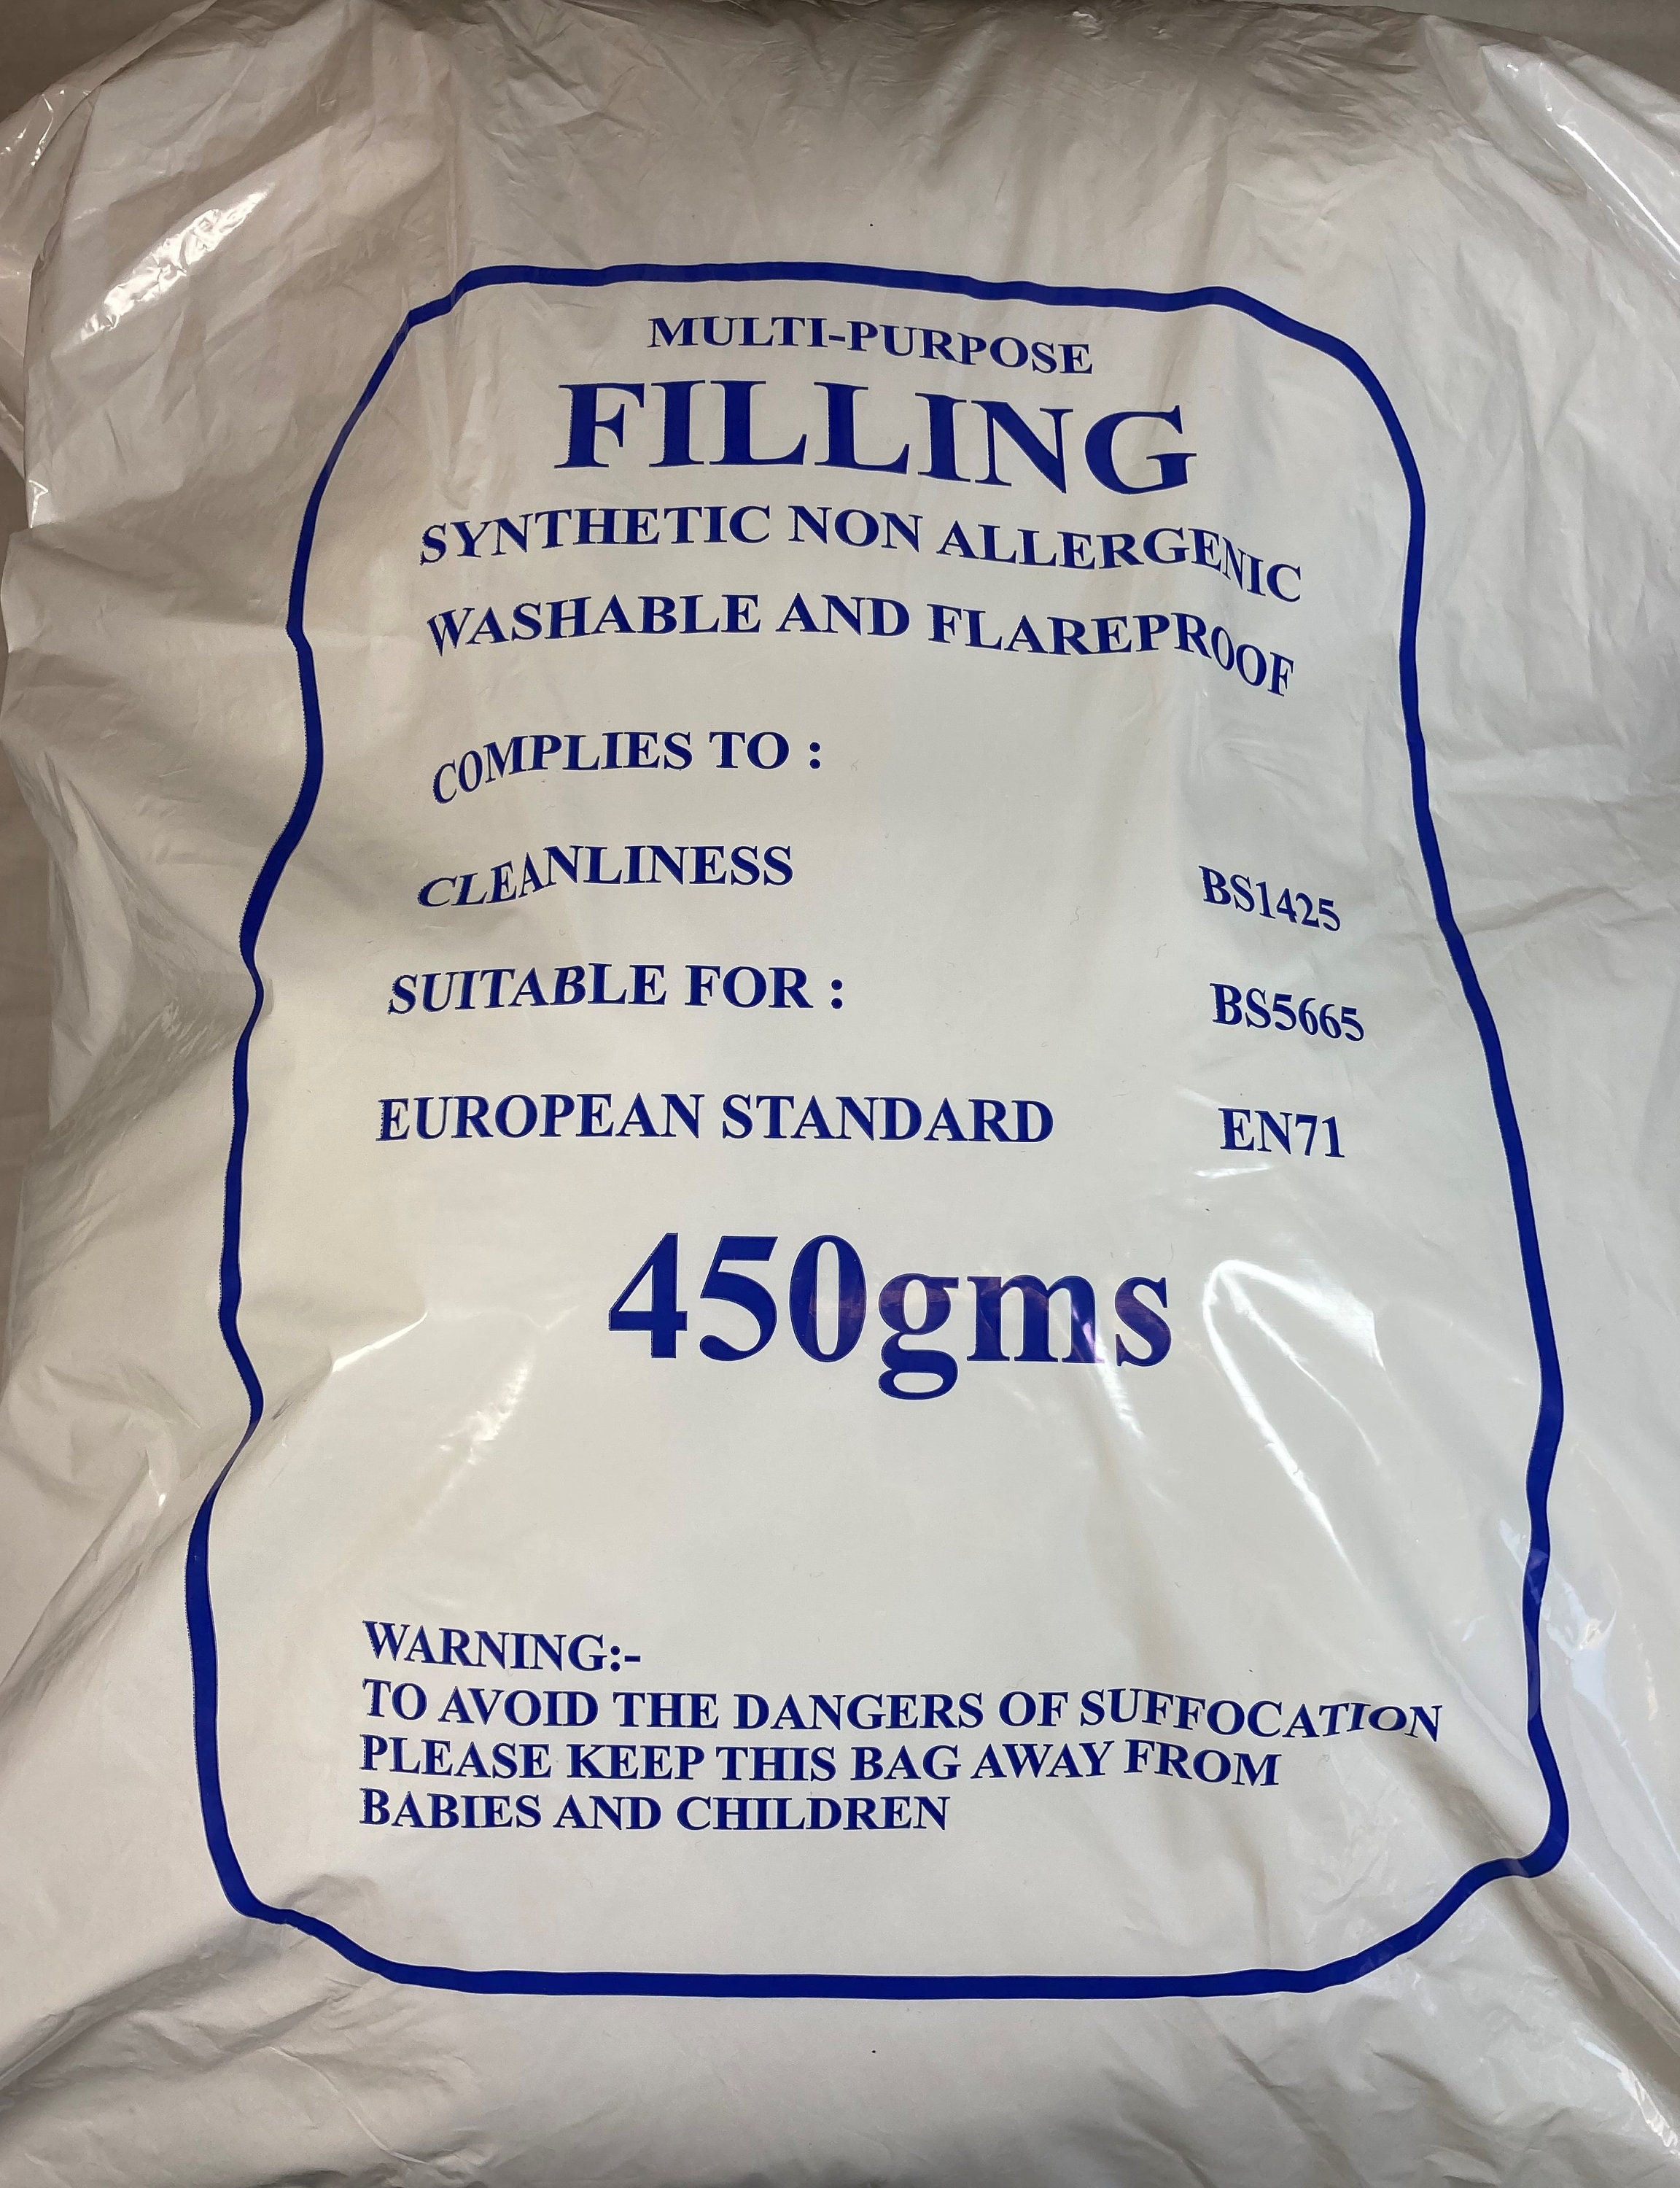 MULTI-PURPOSE
FILLING
SYNTHETIC NON ALLERGENIC
WASHABLE AND FLAREPROOF
COMPLIES TO :
CLEANLINESS BS1425
SUITABLE FOR : BS5665
EUROPEAN STANDARD EN71
450gms
WARNING:-
TO AVOID THE DANGERS OF SUFFOCATION
PLEASE KEEP THIS BAG AWAY FROM
BABIES AND CHILDREN